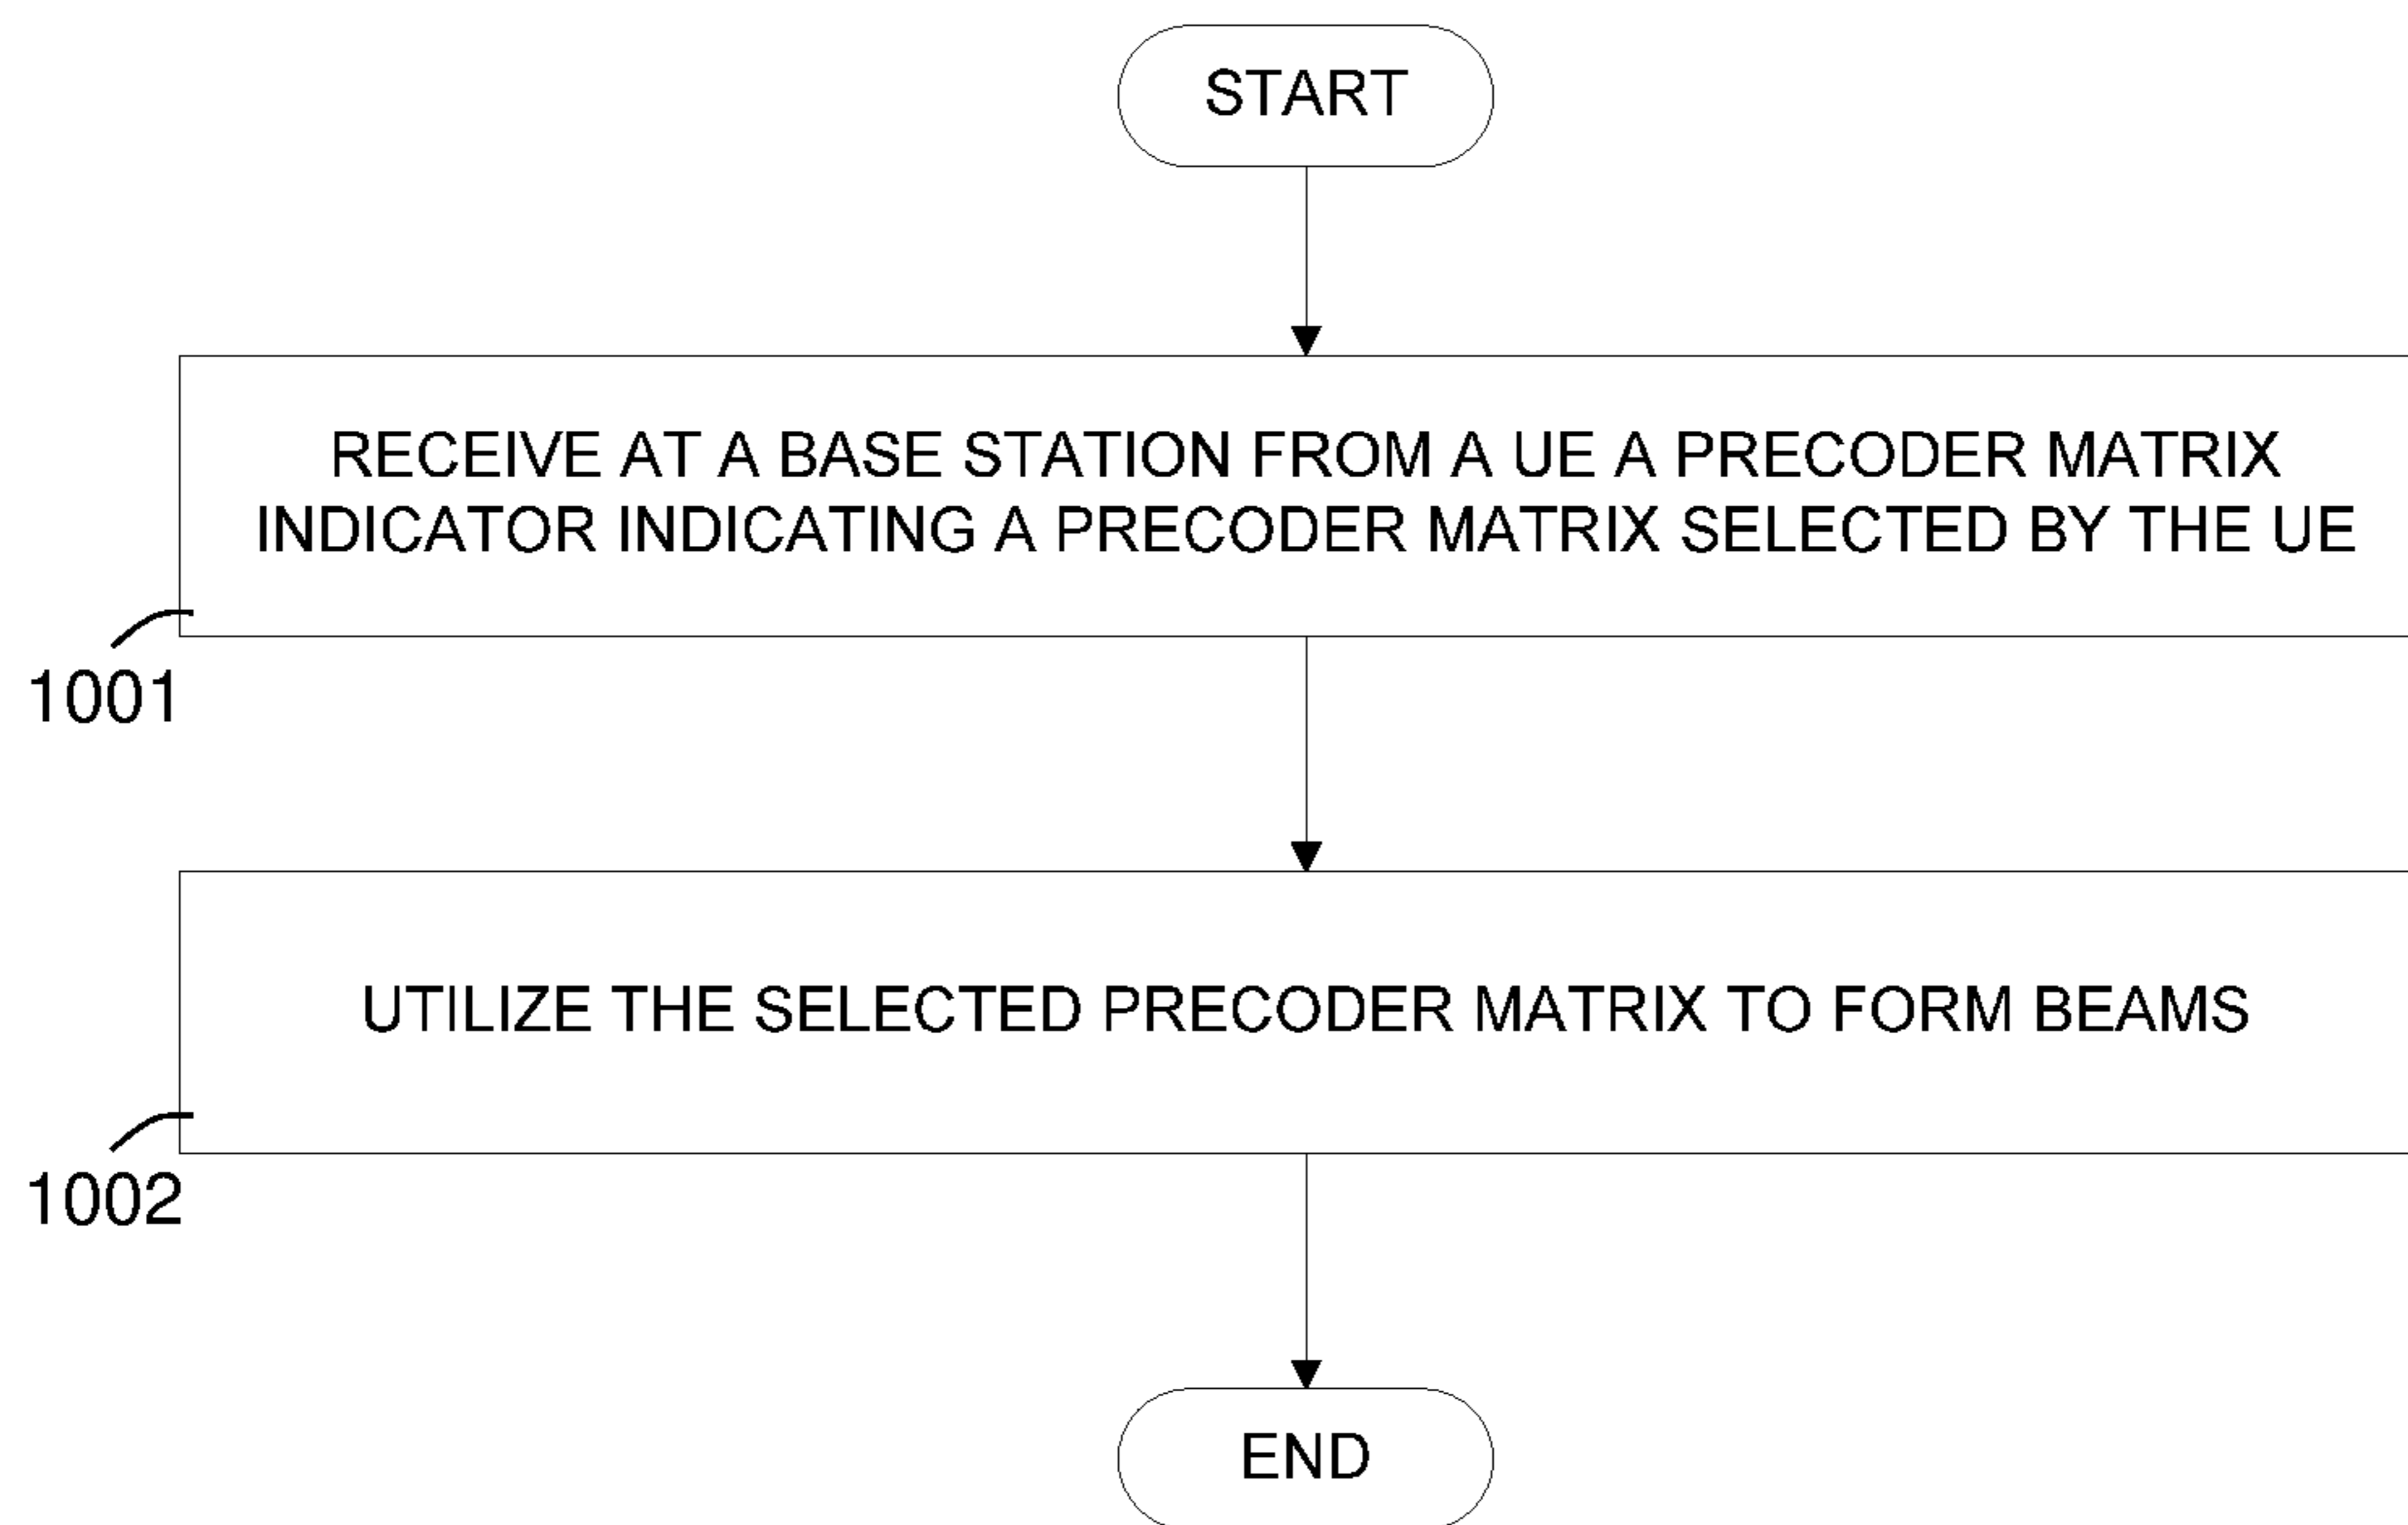 START
RECEIVE AT A BASE STATION FROM A UE A PRECODER MATRIX
INDICATOR INDICATING A PRECODER MATRIX SELECTED BY THE UE
1001
UTILIZE THE SELECTED PRECODER MATRIX TO FORM BEAMS
1002
END